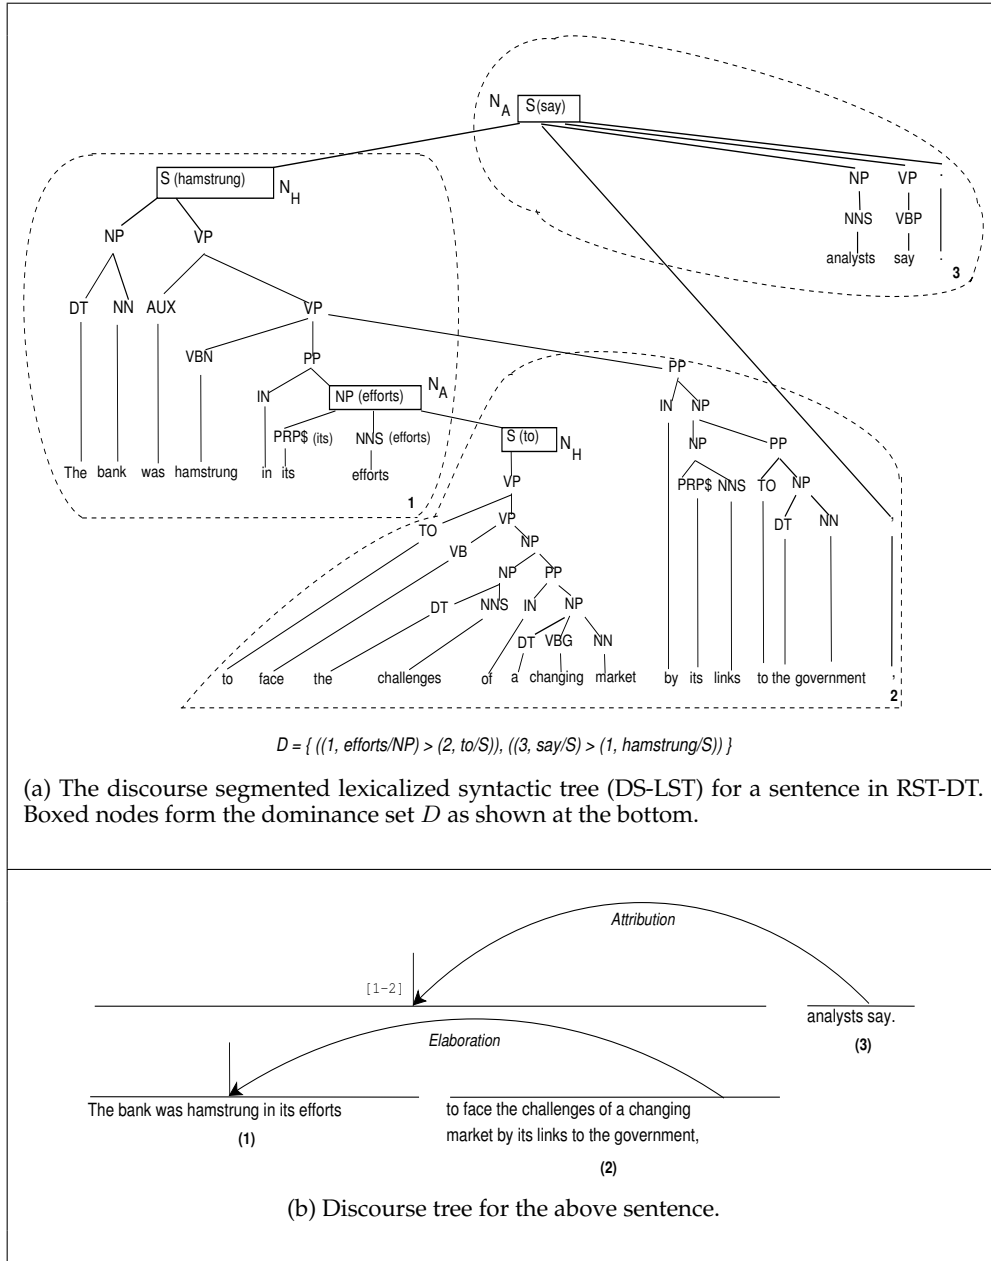 N_A S (say)
S (hamstrung) N_H
NP VP .
NNS VBP
analysts say .
3
NP VP
DT NN AUX VP
VBN PP PP
IN NP (efforts) N_A IN NP
PRP$ (its) NNS (efforts) S (to) N_H NP PP
The bank was hamstrung in its efforts
1
VP PRP$ NNS TO NP
TO VP DT NN ,
VB NP
NP PP
DT NNS IN NP
DT VBG NN
to face the challenges of a changing market by its links to the government ,
2
D = { ((1, efforts/NP) > (2, to/S)), ((3, say/S) > (1, hamstrung/S)) }
(a) The discourse segmented lexicalized syntactic tree (DS-LST) for a sentence in RST-DT.
Boxed nodes form the dominance set D as shown at the bottom.
Attribution
[1-2]
analysts say.
(3)
Elaboration
The bank was hamstrung in its efforts
(1)
to face the challenges of a changing
market by its links to the government,
(2)
(b) Discourse tree for the above sentence.